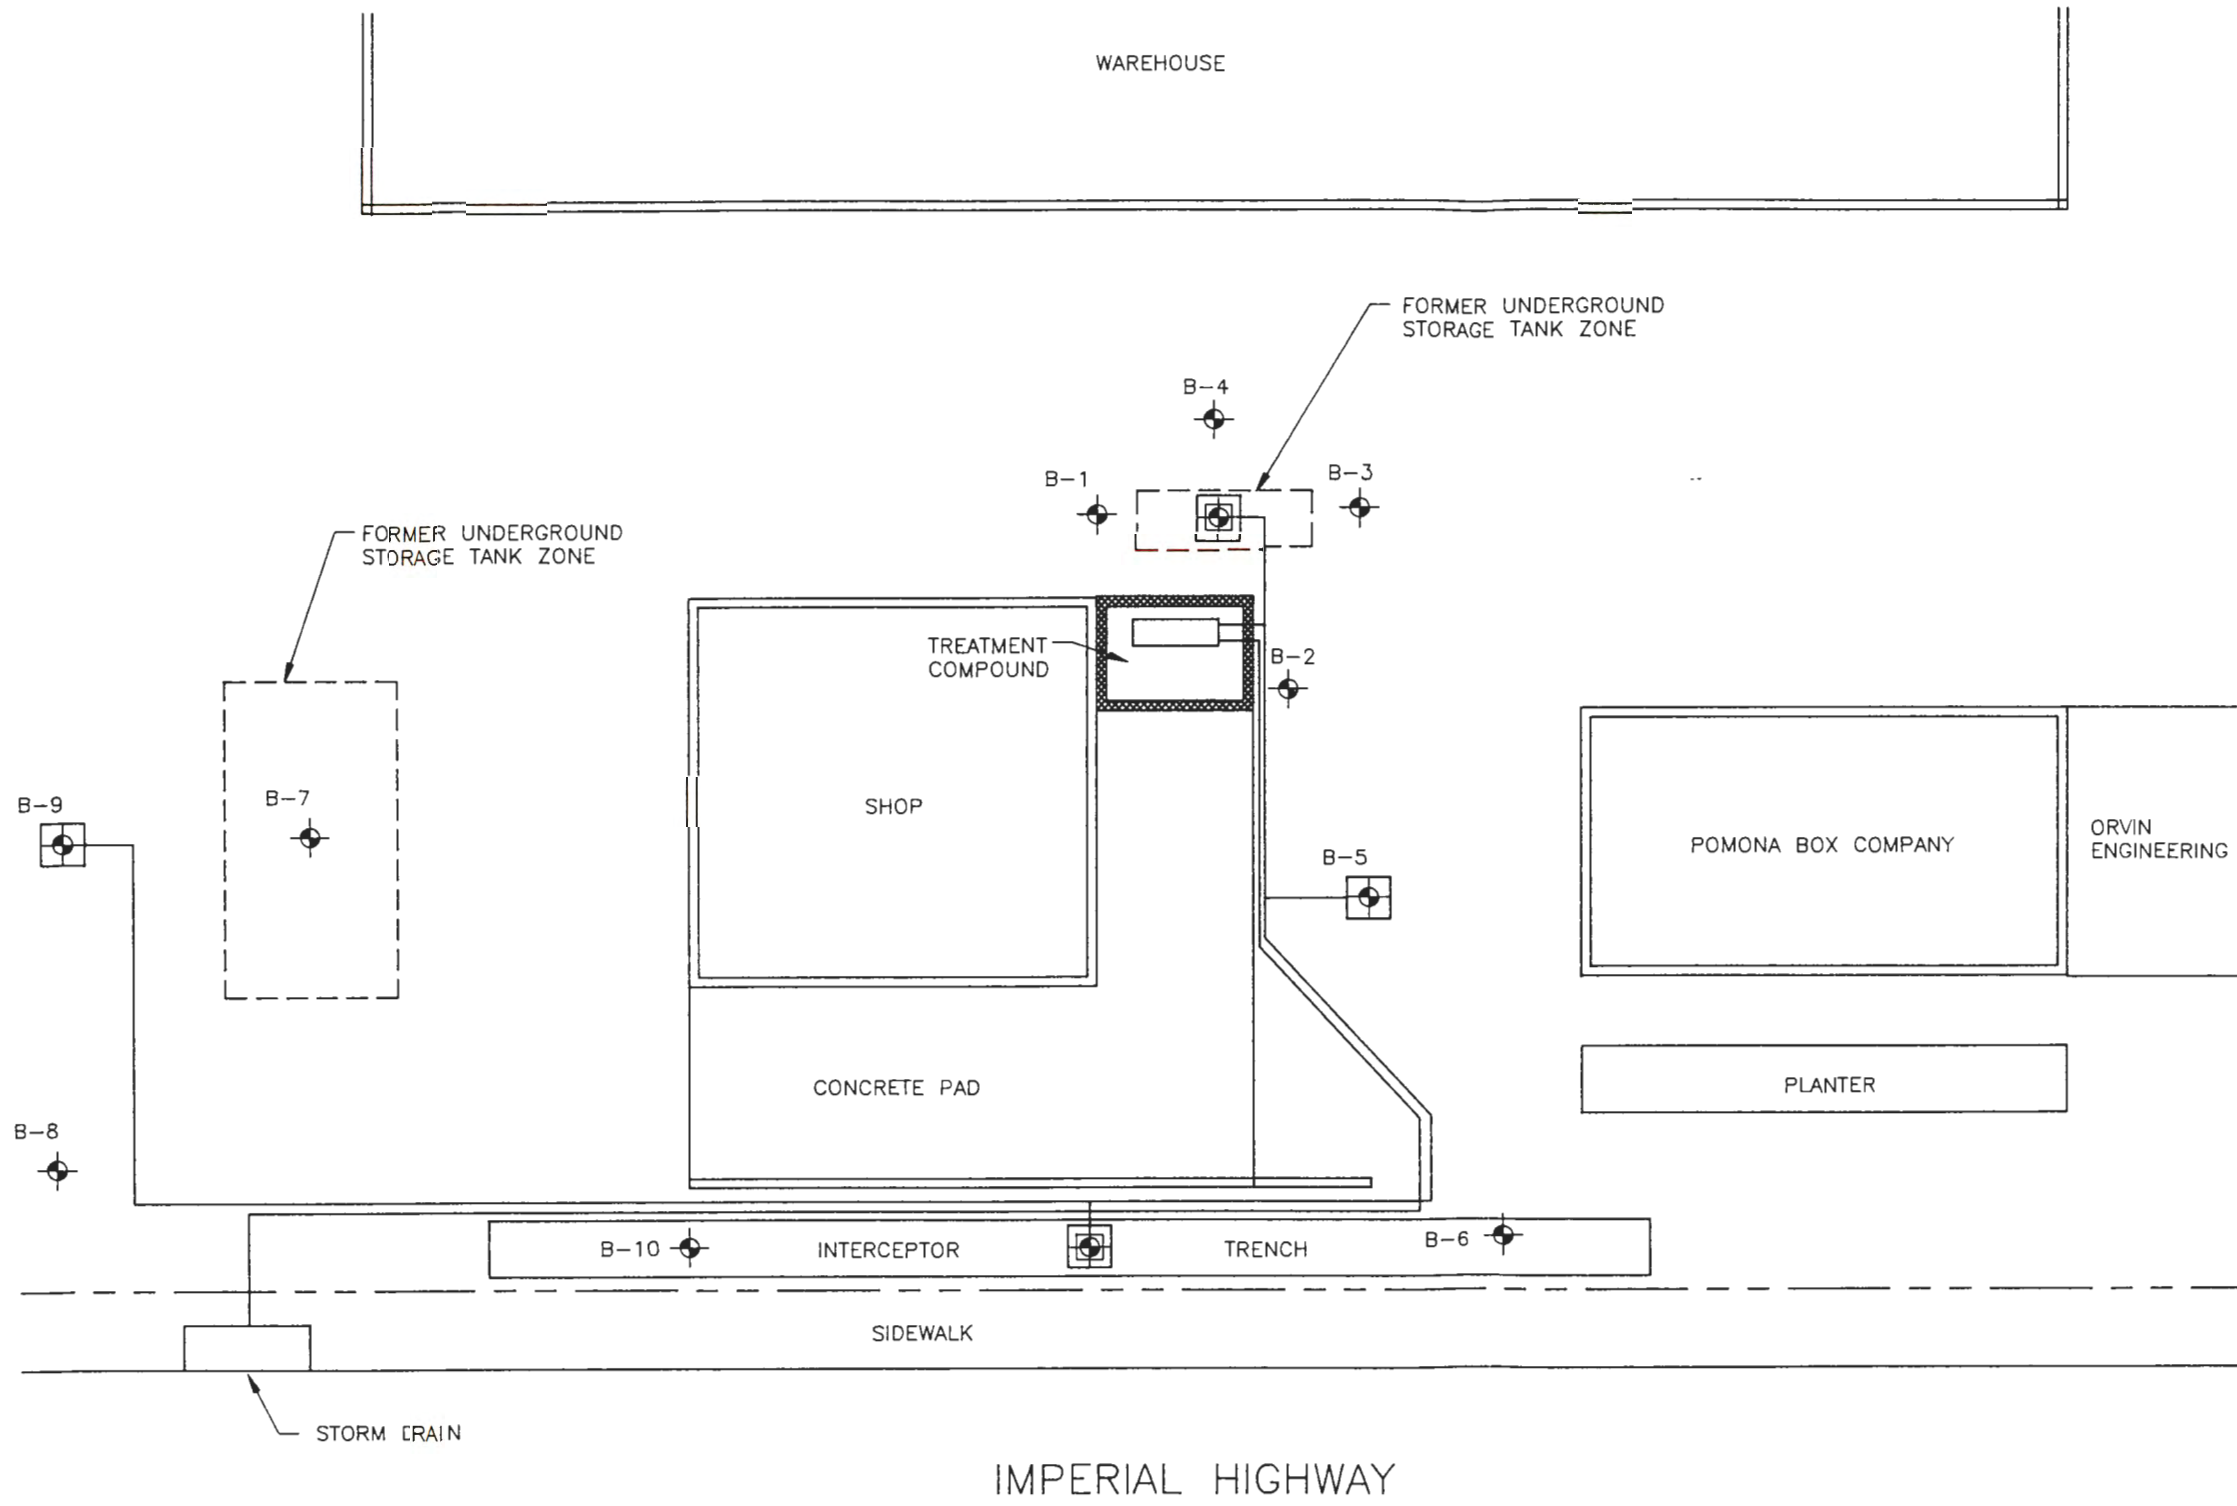 WAREHOUSE
FORMER UNDERGROUND
STORAGE TANK ZONE
B-4
B-1
B-3
FORMER UNDERGROUND
STORAGE TANK ZONE
TREATMENT
COMPOUND
B-2
B-9
B-7
SHOP
B-5
POMONA BOX COMPANY
ORVIN
ENGINEERING
CONCRETE PAD
PLANTER
B-8
B-10
INTERCEPTOR
TRENCH
B-6
SIDEWALK
STORM DRAIN
IMPERIAL HIGHWAY